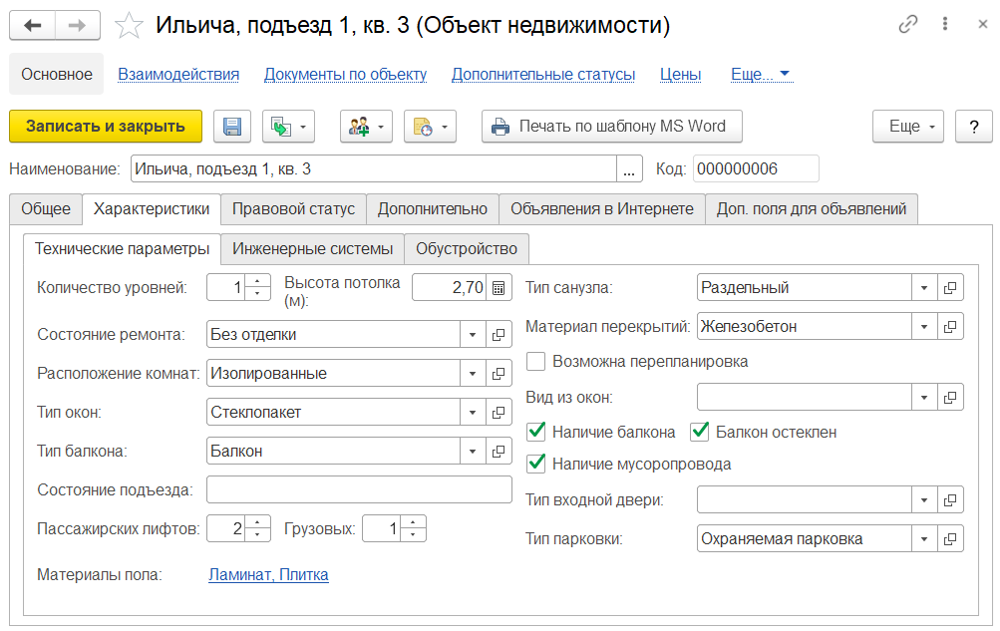 Ильича, подъезд 1, кв. 3 (Объект недвижимости)
Основное Взаимодействия Документы по объекту Дополнительные статусы Цены Еще...
Записать и закрыть Печать по шаблону MS Word Еще ?
Наименование: Ильича, подъезд 1, кв. 3 ... Код: 000000006
Общее Характеристики Правовой статус Дополнительно Объявления в Интернете Доп. поля для объявлений
Технические параметры Инженерные системы Обустройство
Количество уровней: 1 Высота потолка (м): 2,70
Тип санузла: Раздельный
Состояние ремонта: Без отделки
Материал перекрытий: Железобетон
Возможна перепланировка
Расположение комнат: Изолированные
Вид из окон:
Тип окон: Стеклопакет
Наличие балкона Балкон остеклен
Тип балкона: Балкон
Наличие мусоропровода
Состояние подъезда:
Тип входной двери:
Пассажирских лифтов: 2 Грузовых: 1
Тип парковки: Охраняемая парковка
Материалы пола: Ламинат, Плитка